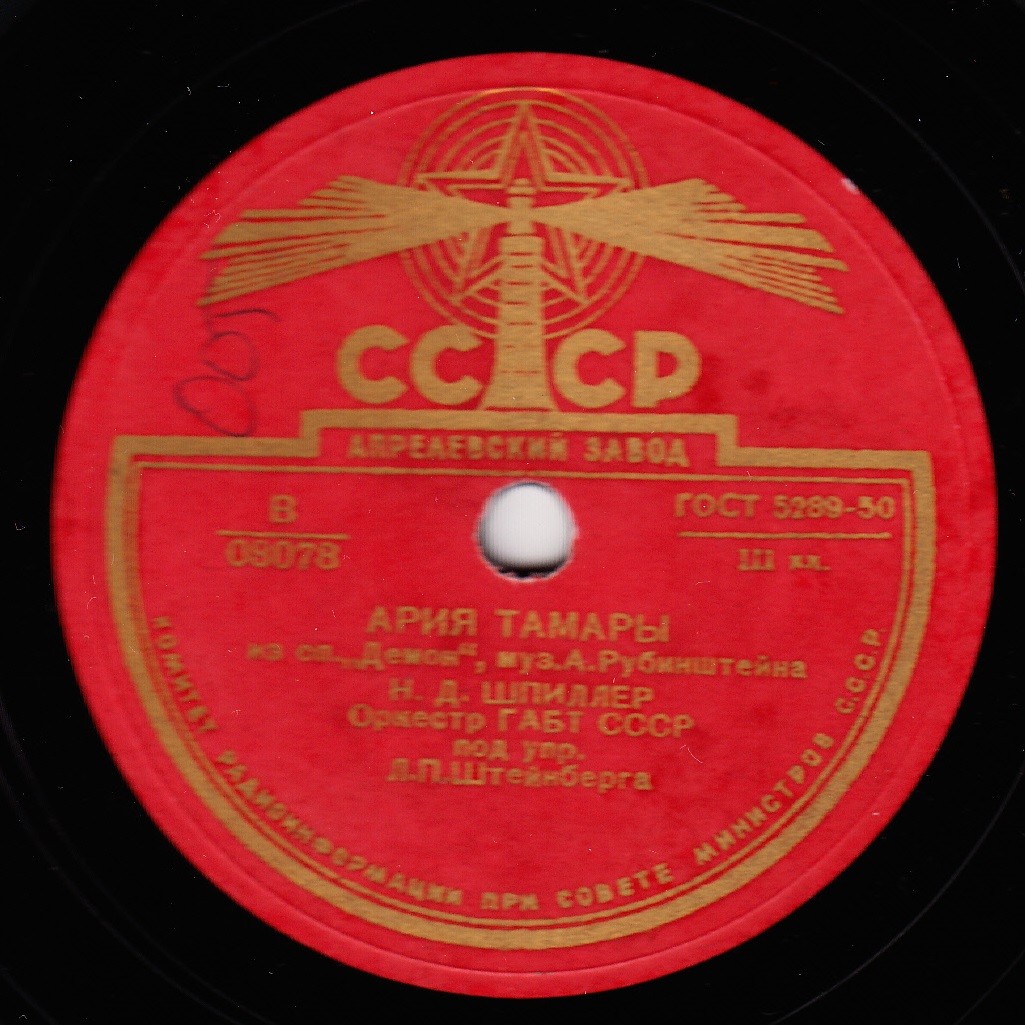 СССР
АПРЕЛЕВСКИЙ ЗАВОД
В
09078
ГОСТ 5289-50
III кл.
АРИЯ ТАМАРЫ
из оп. „Демон“, муз. А. Рубинштейна
Н. Д. ШПИЛЛЕР
Оркестр ГАБТ СССР
под упр.
Л.П.Штейнберга
КОМИТЕТ РАДИОИНФОРМАЦИИ ПРИ СОВЕТЕ МИНИСТРОВ С.С.С.Р.